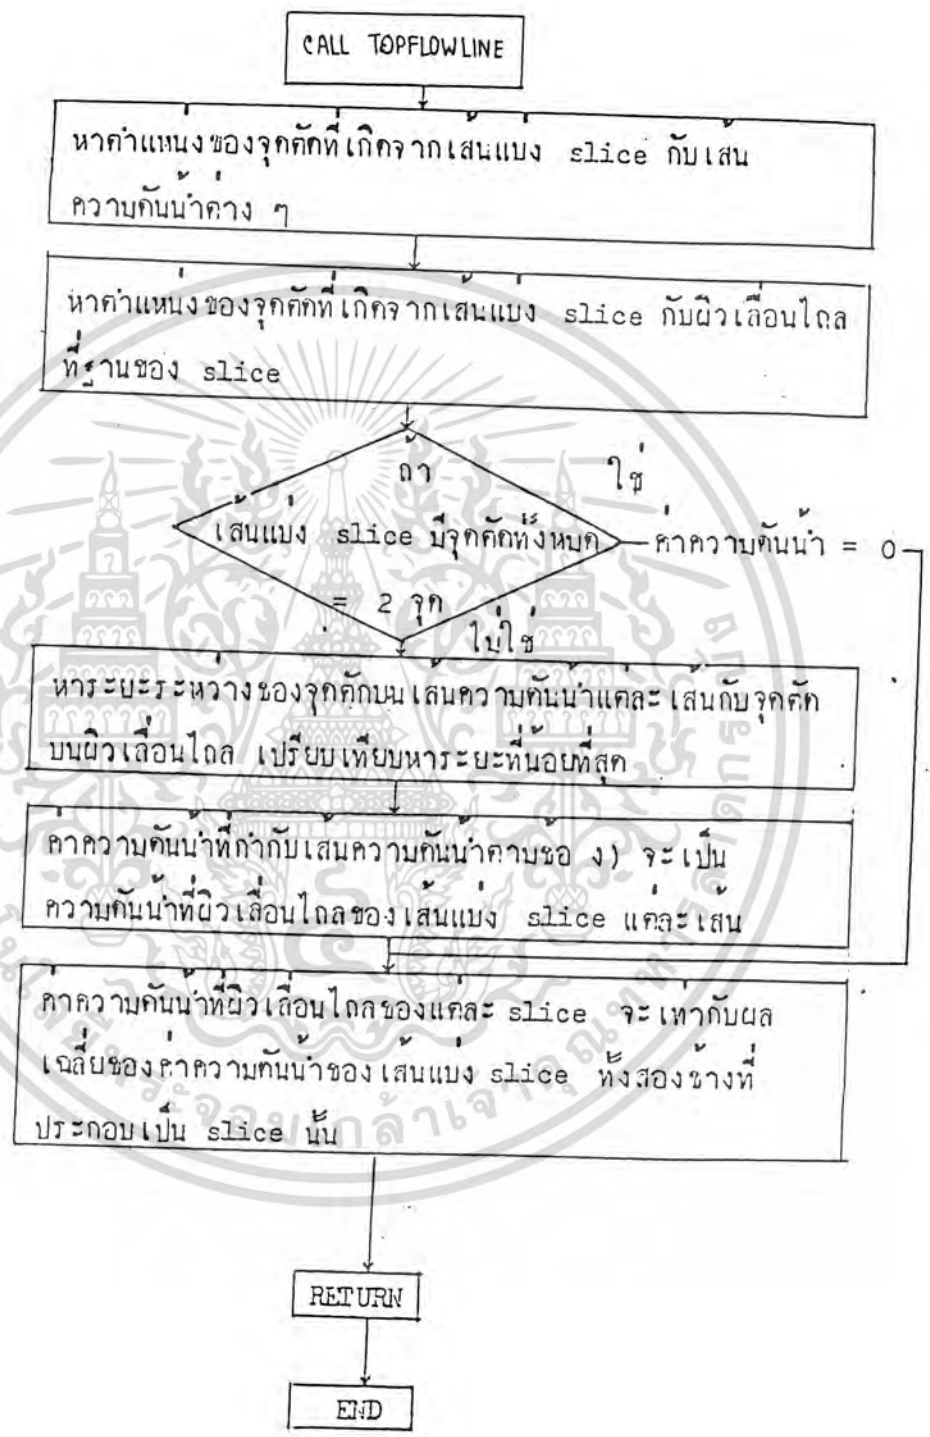 CALL TOPFLOWLINE
หาตำแหน่งของจุดตัดที่เกิดจากเส้นแบ่ง slice กับเส้น
ความดันน้ำต่าง ๆ
หาตำแหน่งของจุดตัดที่เกิดจากเส้นแบ่ง slice กับผิวเลื่อนไถล
ที่ฐานของ slice
ถ้า
ใช่
เส้นแบ่ง slice มีจุดตัดทั้งหมด
ค่าความดันน้ำ = 0
= 2 จุด
ไม่ใช่
หาระยะระหว่างของจุดตัดบนเส้นความดันน้ำแต่ละเส้นกับจุดตัด
บนผิวเลื่อนไถล เปรียบเทียบหาระยะที่น้อยที่สุด
ค่าความดันน้ำที่กำกับเส้นความดันน้ำตามข้อ ง) จะเป็น
ความดันน้ำที่ผิวเลื่อนไถลของเส้นแบ่ง slice แต่ละเส้น
ค่าความดันน้ำที่ผิวเลื่อนไถลของแต่ละ slice จะเท่ากับผล
เฉลี่ยของค่าความดันน้ำของเส้นแบ่ง slice ทั้งสองข้างที่
ประกอบเป็น slice นั้น
RETURN
END